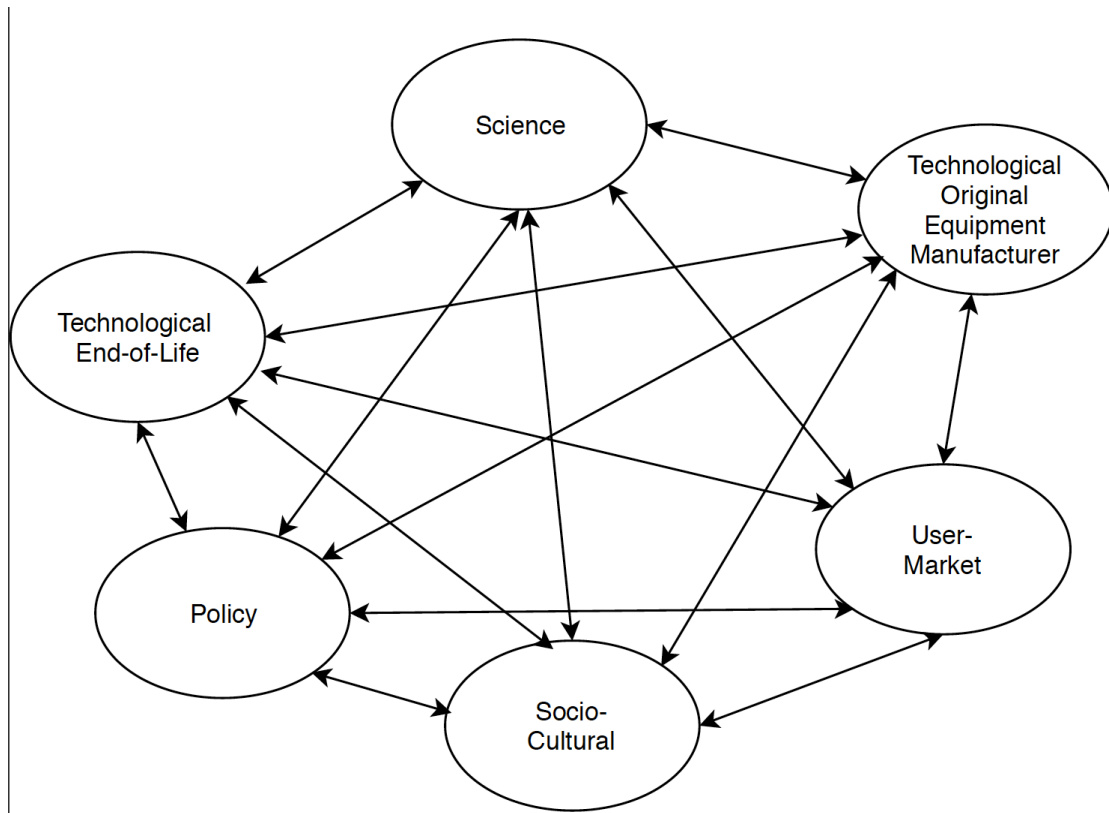 Science
Technological
Original
Equipment
Manufacturer
Technological
End-of-Life
User-
Market
Policy
Socio-
Cultural